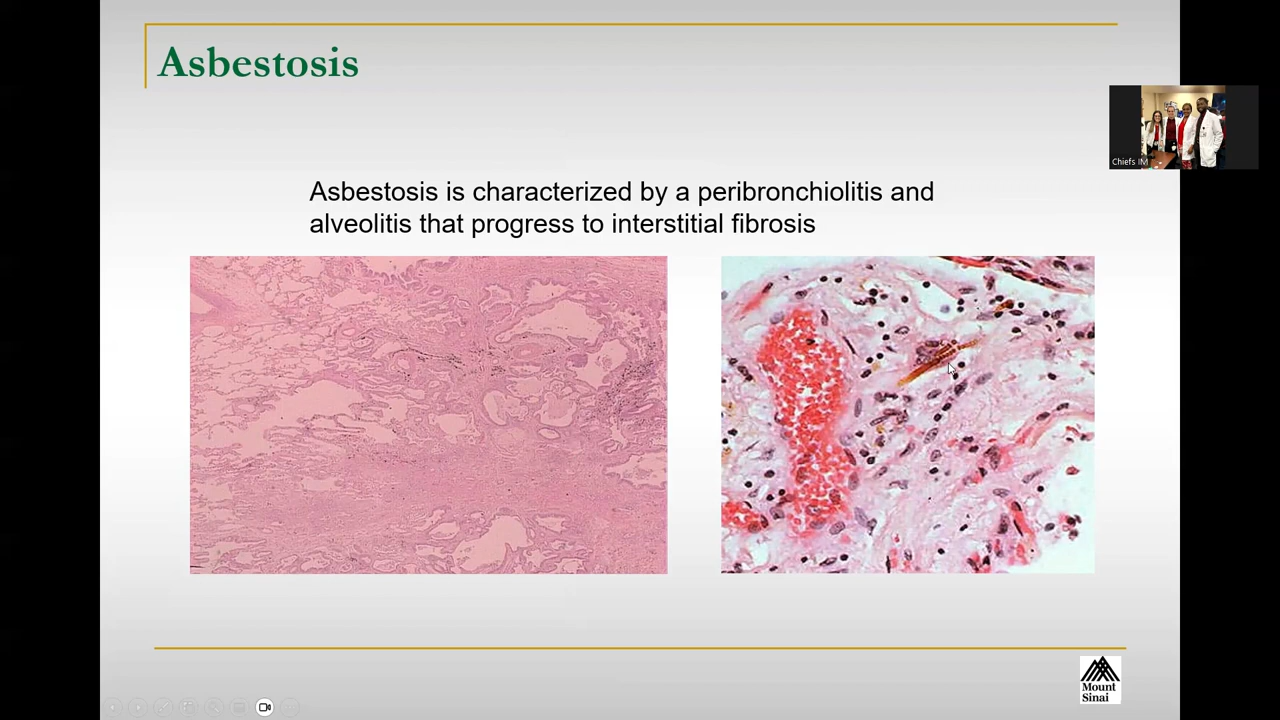 Asbestosis
Chiefs IM
Asbestosis is characterized by a peribronchiolitis and
alveolitis that progress to interstitial fibrosis
Mount
Sinai